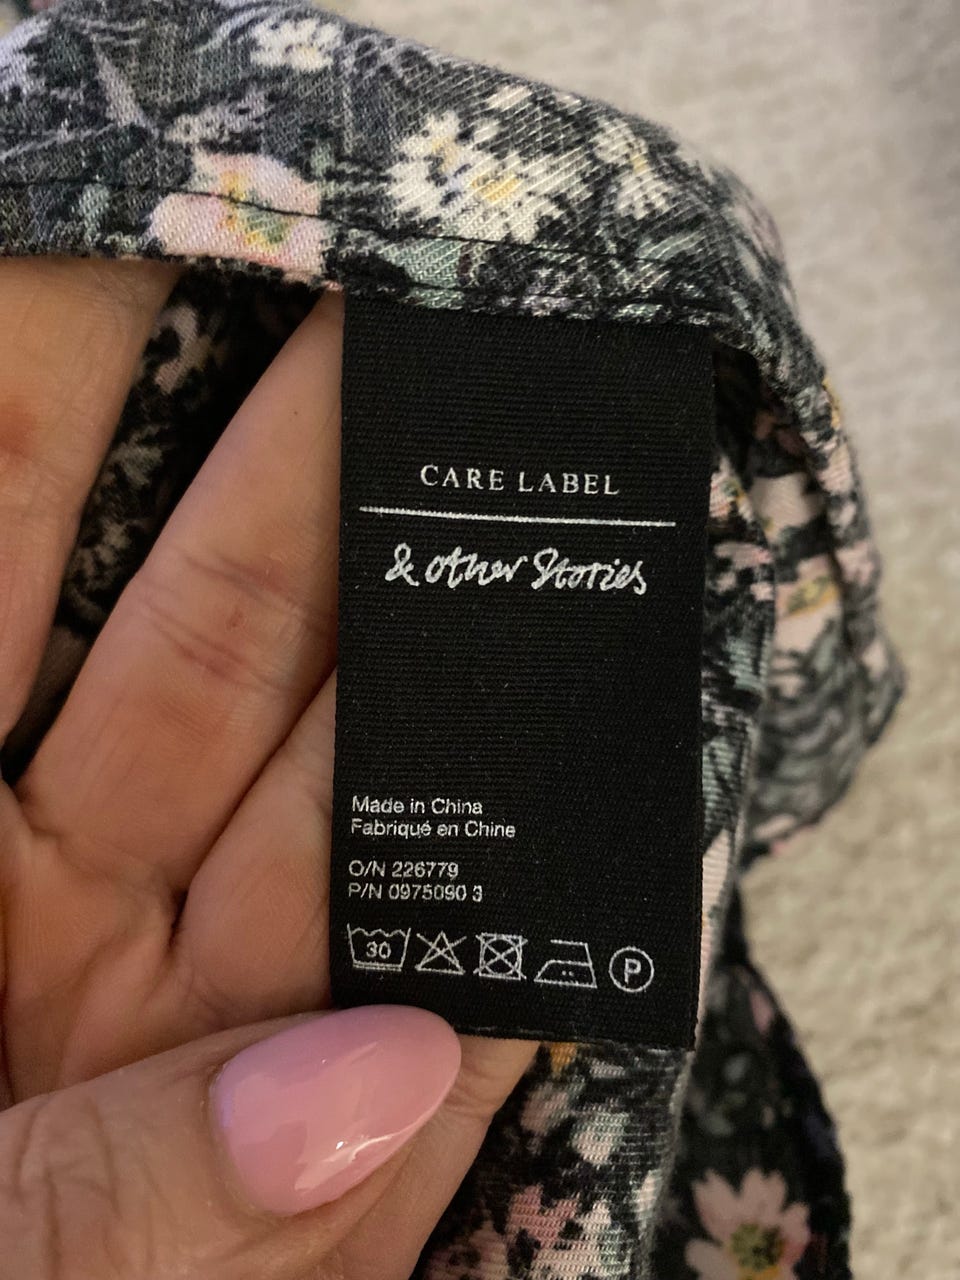 CARE LABEL
& other Stories
Made in China
Fabriqué en Chine
O/N 226779
P/N 0975090 3
30
P